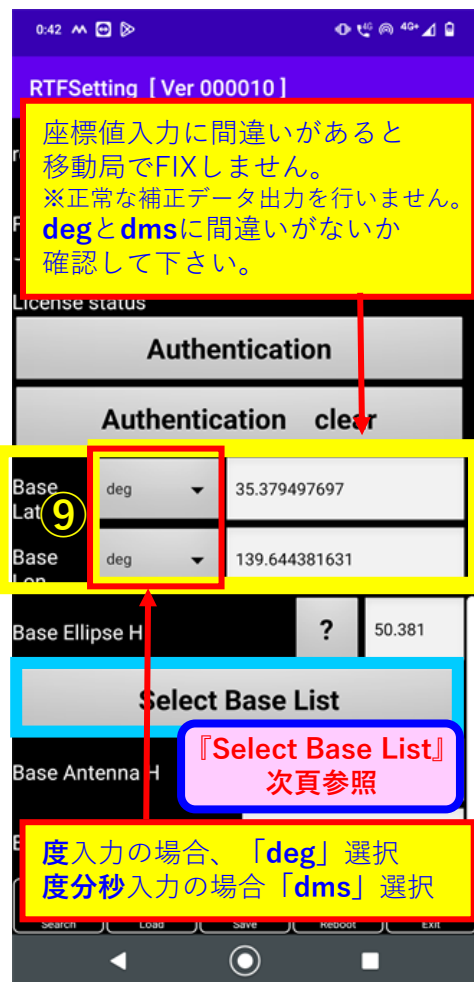 0:42
4G 4G+
RTFSetting [ Ver 000010 ]
座標値入力に間違いがあると
移動局でFIXしません。
※正常な補正データ出力を行いません。
degとdmsに間違いがないか
確認して下さい。
License status
Authentication
Authentication clear
Base deg 35.379497697
Lat
⑨
Base deg 139.644381631
Lon
Base Ellipse H ? 50.381
Select Base List
『Select Base List』
次頁参照
Base Antenna H
度入力の場合、「deg」選択
度分秒入力の場合「dms」選択
Search Load Save Reboot Exit